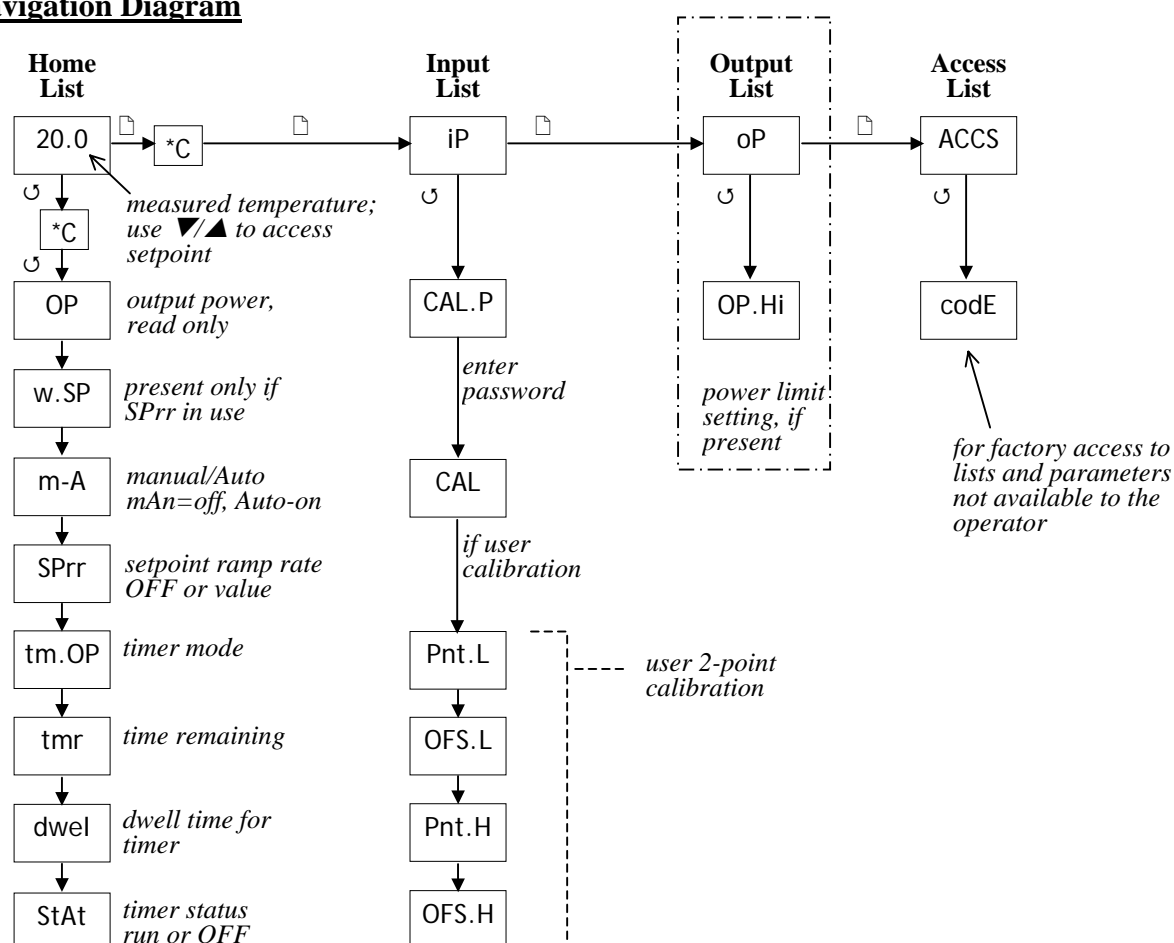 Navigation Diagram
Home
List
Input
List
Output
List
Access
List
20.0
*C
iP
oP
ACCS
measured temperature;
use ▼/▲ to access
setpoint
*C
OP
output power,
read only
CAL.P
OP.Hi
codE
enter
password
w.SP
present only if
SPrr in use
power limit
setting, if
present
m-A
manual/Auto
mAn=off, Auto-on
CAL
for factory access to
lists and parameters
not available to the
operator
if user
calibration
SPrr
setpoint ramp rate
OFF or value
tm.OP
timer mode
Pnt.L
user 2-point
calibration
tmr
time remaining
OFS.L
dwel
dwell time for
timer
Pnt.H
StAt
timer status
run or OFF
OFS.H